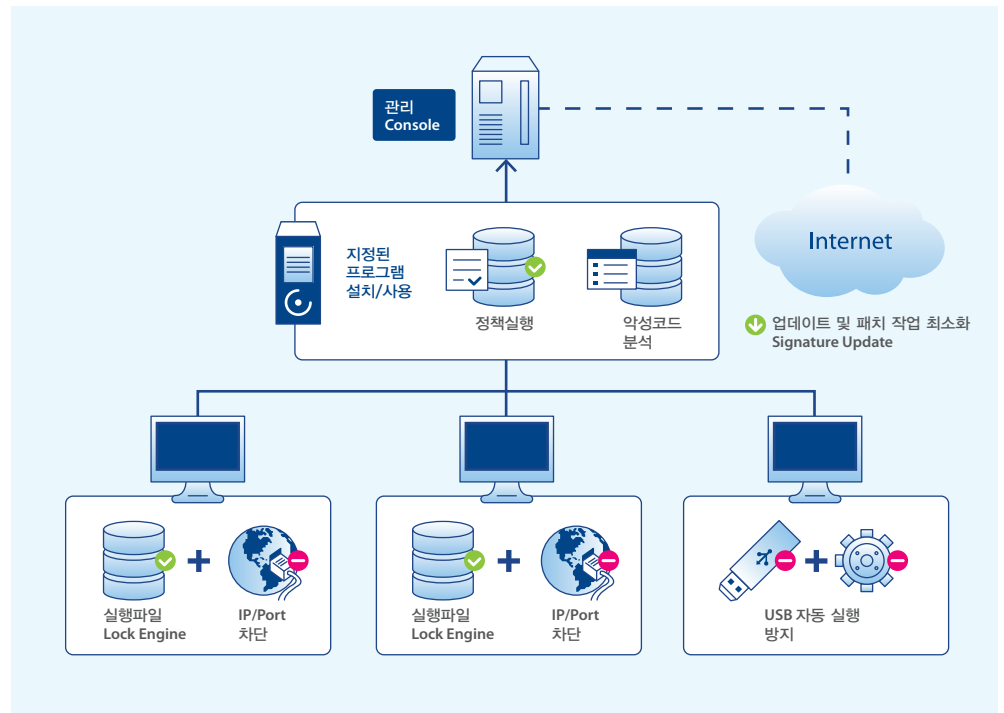 관리
Console
지정된
프로그램
설치/사용
정책실행
악성코드
분석
Internet
업데이트 및 패치 작업 최소화
Signature Update
실행파일
Lock Engine
IP/Port
차단
실행파일
Lock Engine
IP/Port
차단
USB 자동 실행
방지